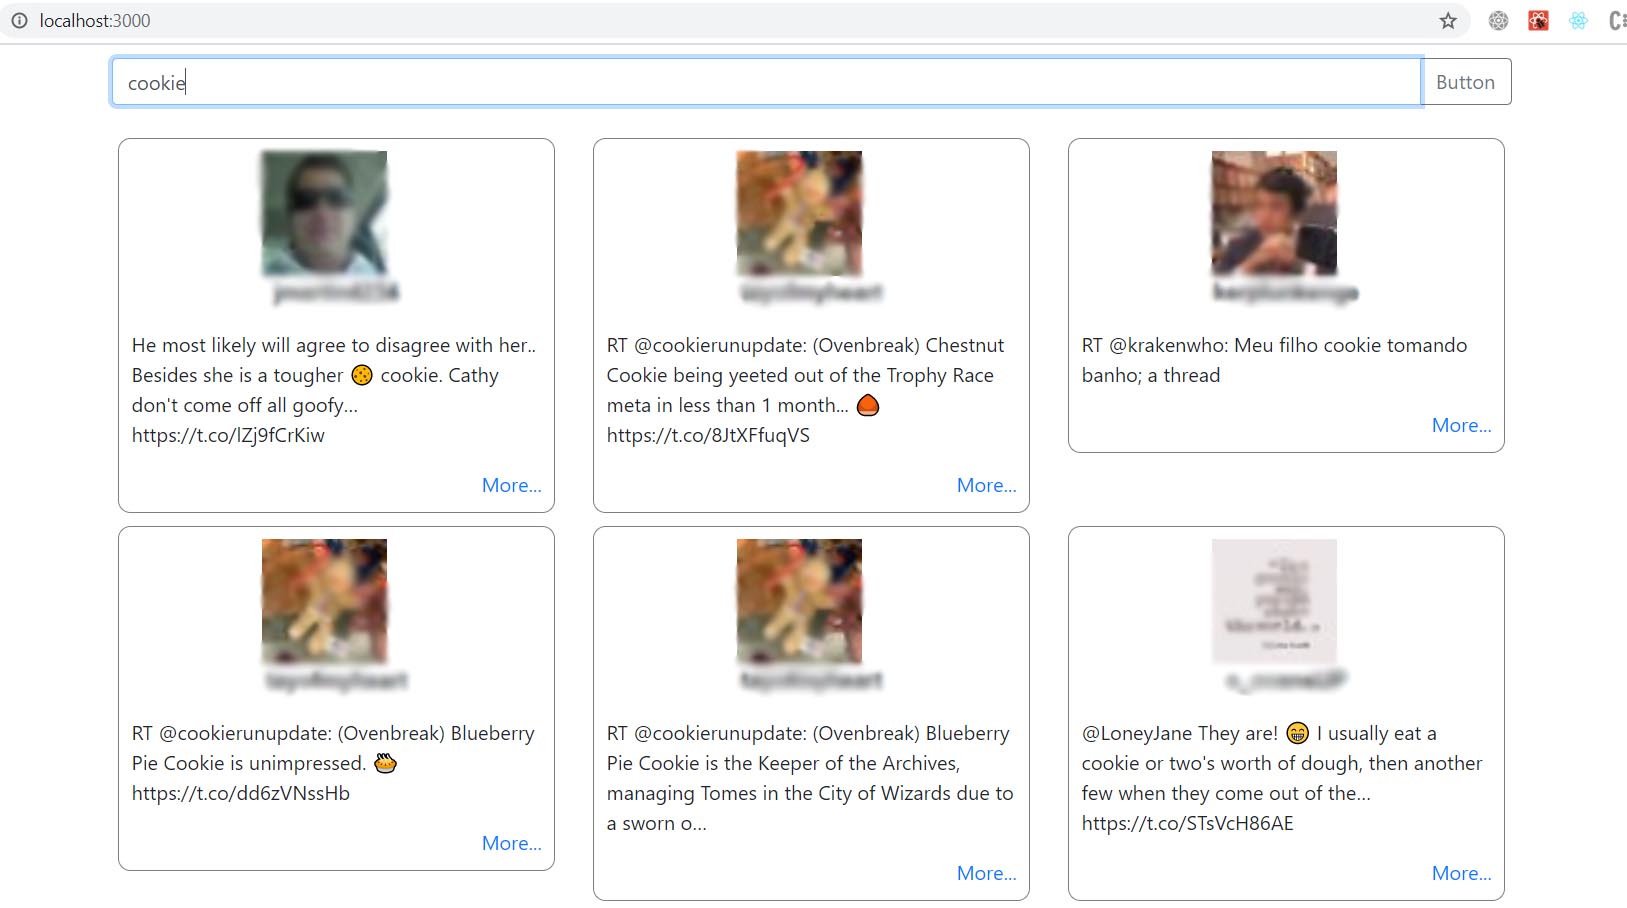 localhost:3000
cookie
Button
He most likely will agree to disagree with her..
Besides she is a tougher 🍪 cookie. Cathy
don't come off all goofy...
https://t.co/lZj9fCrKiw
More...
RT @cookierunupdate: (Ovenbreak) Chestnut
Cookie being yeeted out of the Trophy Race
meta in less than 1 month... 🌰
https://t.co/8JtXFfuqVS
More...
RT @krakenwho: Meu filho cookie tomando
banho; a thread
More...
RT @cookierunupdate: (Ovenbreak) Blueberry
Pie Cookie is unimpressed. 🥧
https://t.co/dd6zVNssHb
More...
RT @cookierunupdate: (Ovenbreak) Blueberry
Pie Cookie is the Keeper of the Archives,
managing Tomes in the City of Wizards due to
a sworn o...
More...
@LoneyJane They are! 😁 I usually eat a
cookie or two's worth of dough, then another
few when they come out of the...
https://t.co/STsVcH86AE
More...